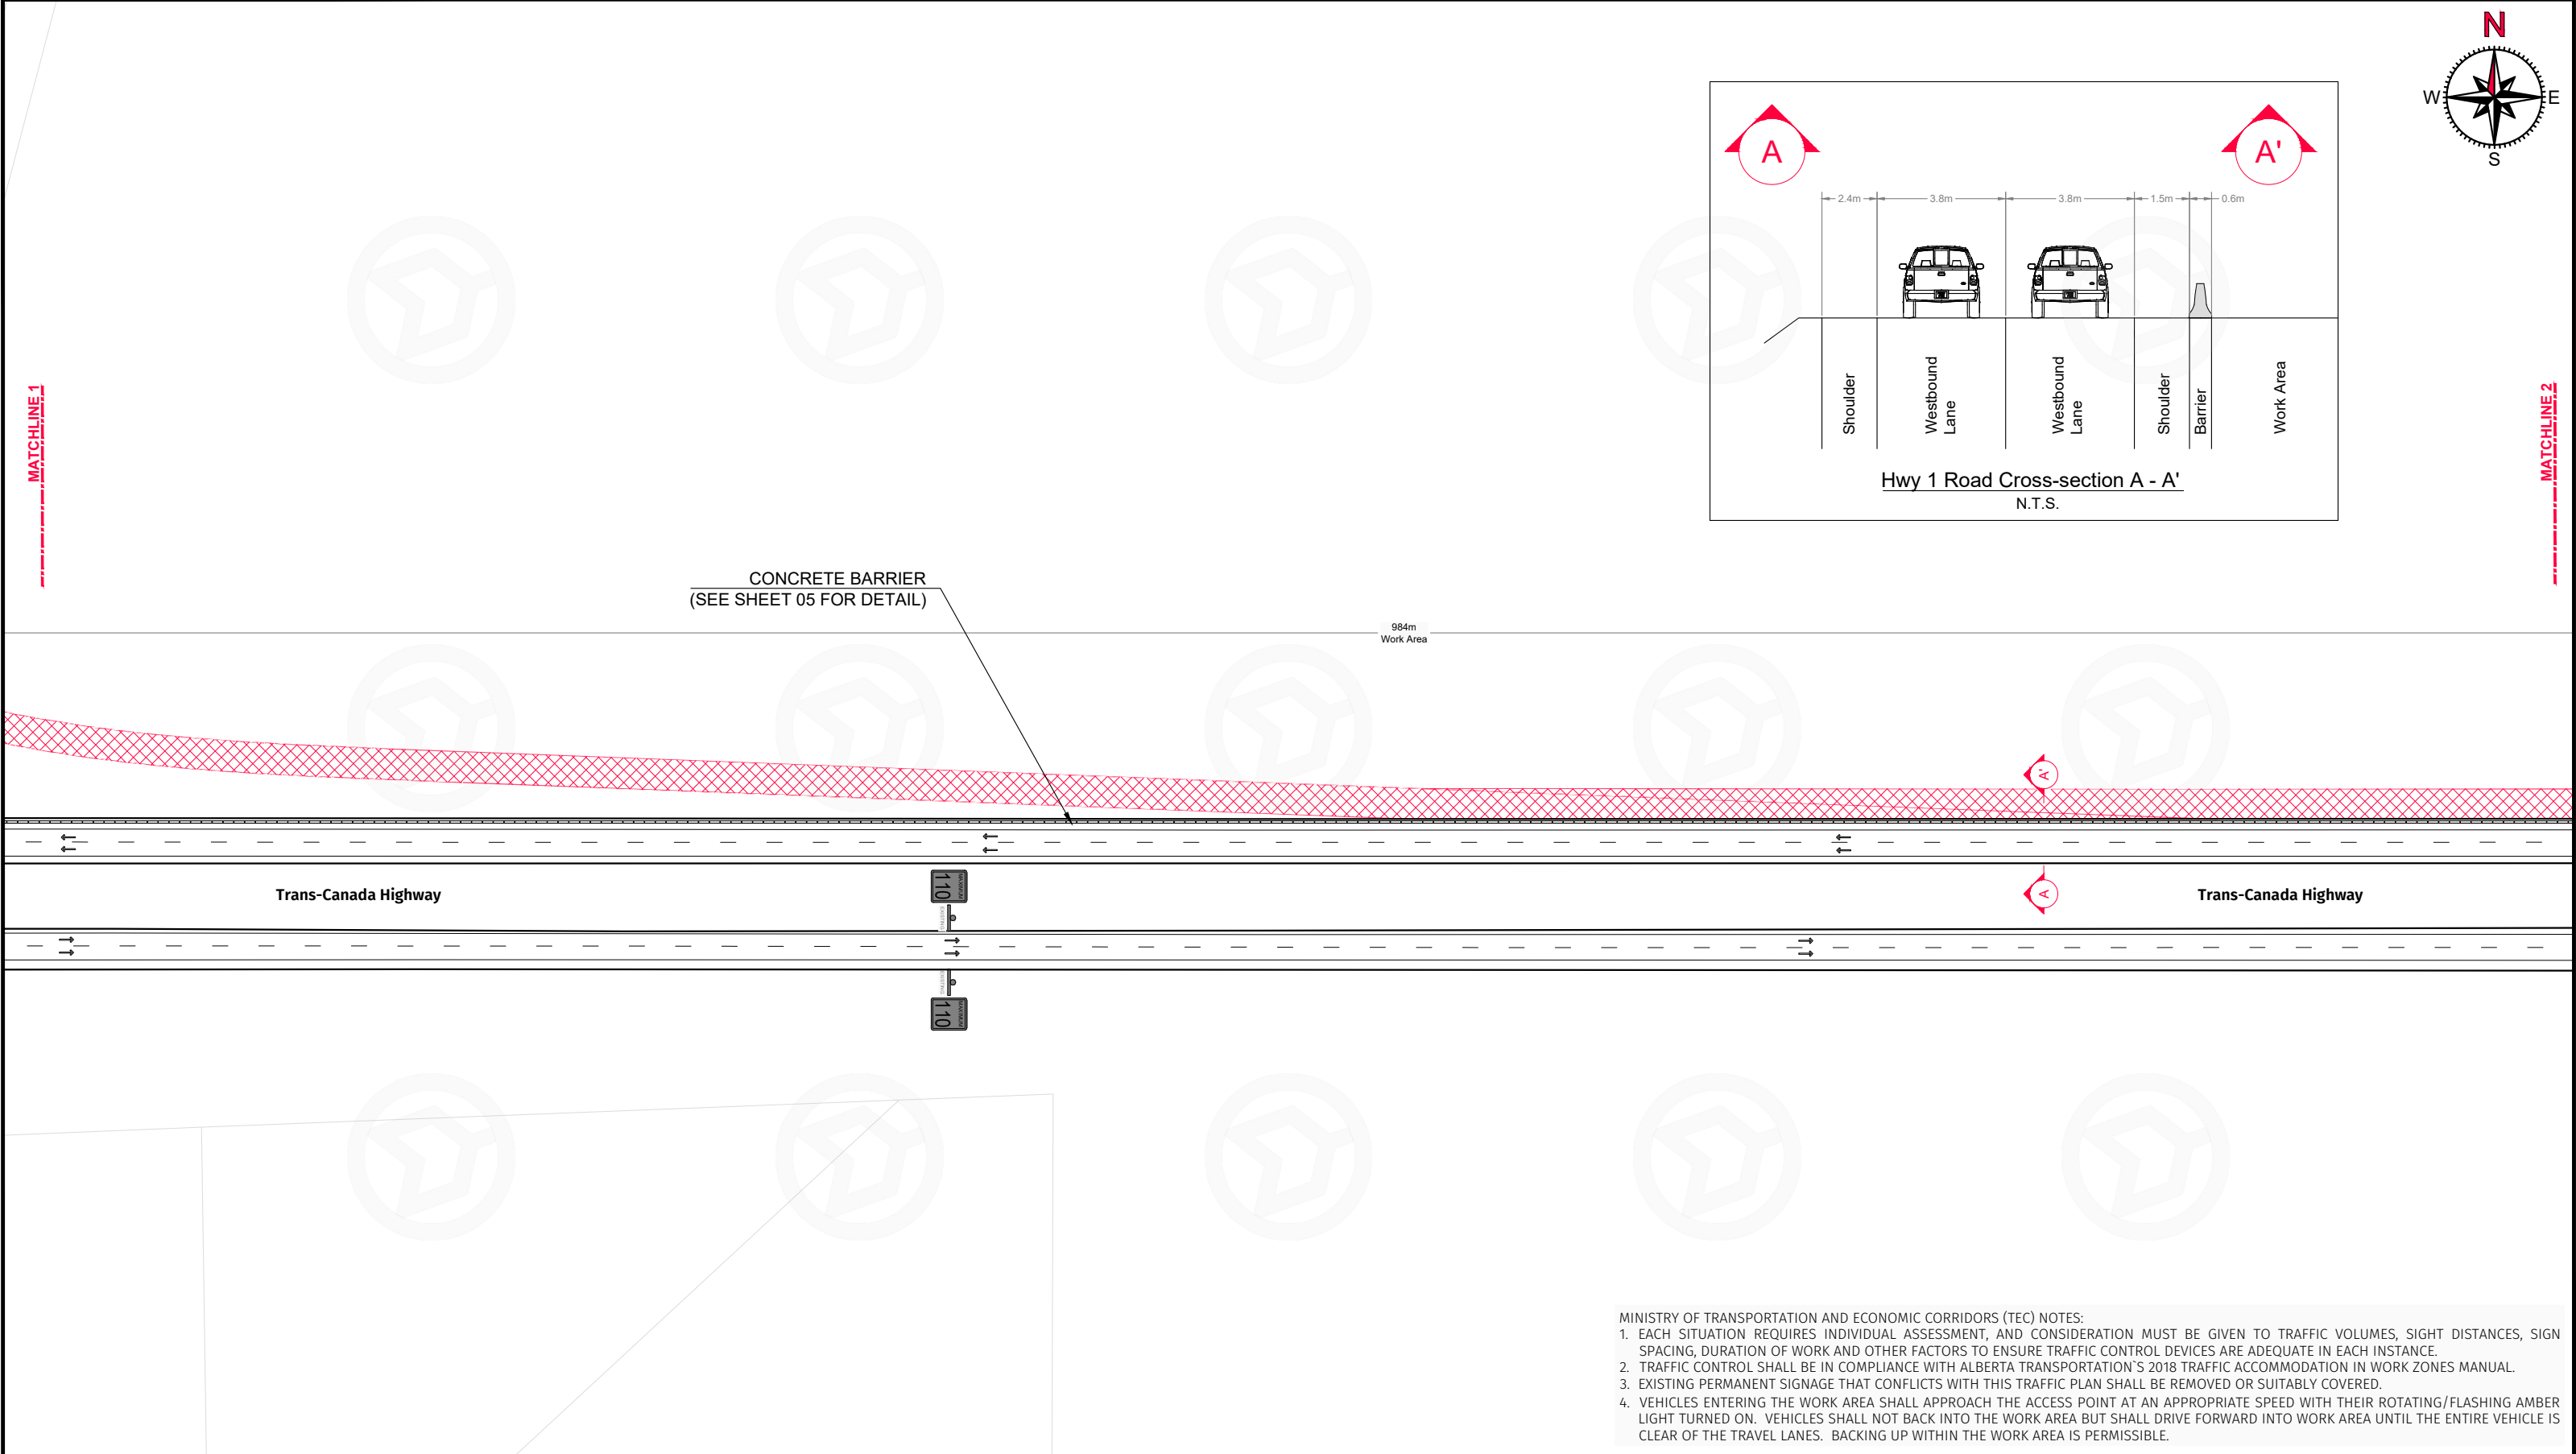 N
W
E
S
A
A'
2.4m
3.8m
3.8m
1.5m
0.6m
Shoulder
Westbound
Lane
Westbound
Lane
Shoulder
Barrier
Work Area
Hwy 1 Road Cross-section A - A'
N.T.S.
MATCHLINE 1
MATCHLINE 2
CONCRETE BARRIER
(SEE SHEET 05 FOR DETAIL)
984m
Work Area
A'
MAXIMUM
110
EXISTING
Trans-Canada Highway
A
Trans-Canada Highway
EXISTING
MAXIMUM
110
MINISTRY OF TRANSPORTATION AND ECONOMIC CORRIDORS (TEC) NOTES:
1. EACH SITUATION REQUIRES INDIVIDUAL ASSESSMENT, AND CONSIDERATION MUST BE GIVEN TO TRAFFIC VOLUMES, SIGHT DISTANCES, SIGN
SPACING, DURATION OF WORK AND OTHER FACTORS TO ENSURE TRAFFIC CONTROL DEVICES ARE ADEQUATE IN EACH INSTANCE.
2. TRAFFIC CONTROL SHALL BE IN COMPLIANCE WITH ALBERTA TRANSPORTATION`S 2018 TRAFFIC ACCOMMODATION IN WORK ZONES MANUAL.
3. EXISTING PERMANENT SIGNAGE THAT CONFLICTS WITH THIS TRAFFIC PLAN SHALL BE REMOVED OR SUITABLY COVERED.
4. VEHICLES ENTERING THE WORK AREA SHALL APPROACH THE ACCESS POINT AT AN APPROPRIATE SPEED WITH THEIR ROTATING/FLASHING AMBER
LIGHT TURNED ON. VEHICLES SHALL NOT BACK INTO THE WORK AREA BUT SHALL DRIVE FORWARD INTO WORK AREA UNTIL THE ENTIRE VEHICLE IS
CLEAR OF THE TRAVEL LANES. BACKING UP WITHIN THE WORK AREA IS PERMISSIBLE.